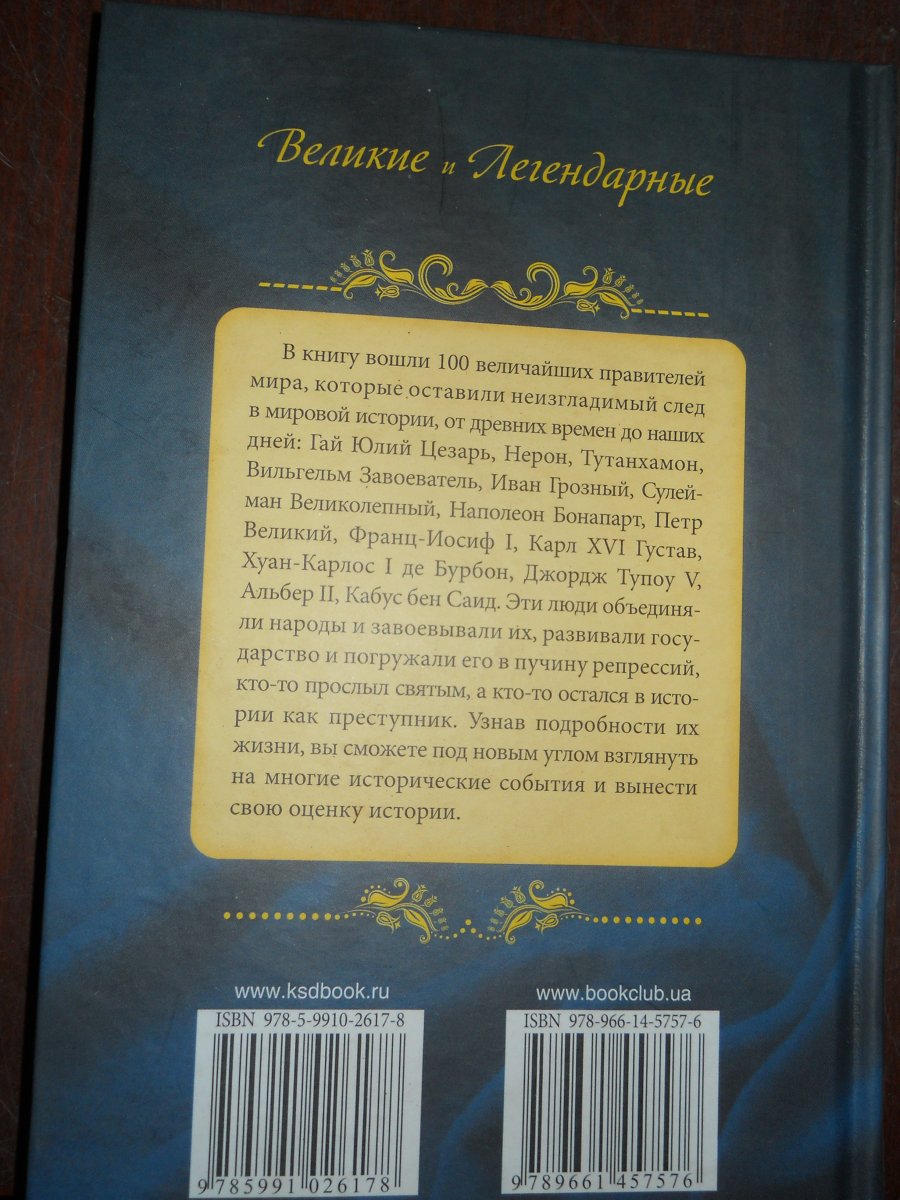 Великие и Легендарные
В книгу вошли 100 величайших правителей
мира, которые оставили неизгладимый след
в мировой истории, от древних времен до наших
дней: Гай Юлий Цезарь, Нерон, Тутанхамон,
Вильгельм Завоеватель, Иван Грозный, Сулей-
ман Великолепный, Наполеон Бонапарт, Петр
Великий, Франц-Иосиф I, Карл XVI Густав,
Хуан-Карлос I де Бурбон, Джордж Тупоу V,
Альбер II, Кабус бен Саид. Эти люди объединя-
ли народы и завоевывали их, развивали госу-
дарство и погружали его в пучину репрессий,
кто-то прослыл святым, а кто-то остался в исто-
рии как преступник. Узнав подробности их
жизни, вы сможете под новым углом взглянуть
на многие исторические события и вынести
свою оценку истории.
www.ksdbook.ru
ISBN 978-5-9910-2617-8
9 785991 026178
www.bookclub.ua
ISBN 978-966-14-5757-6
9 789661 457576